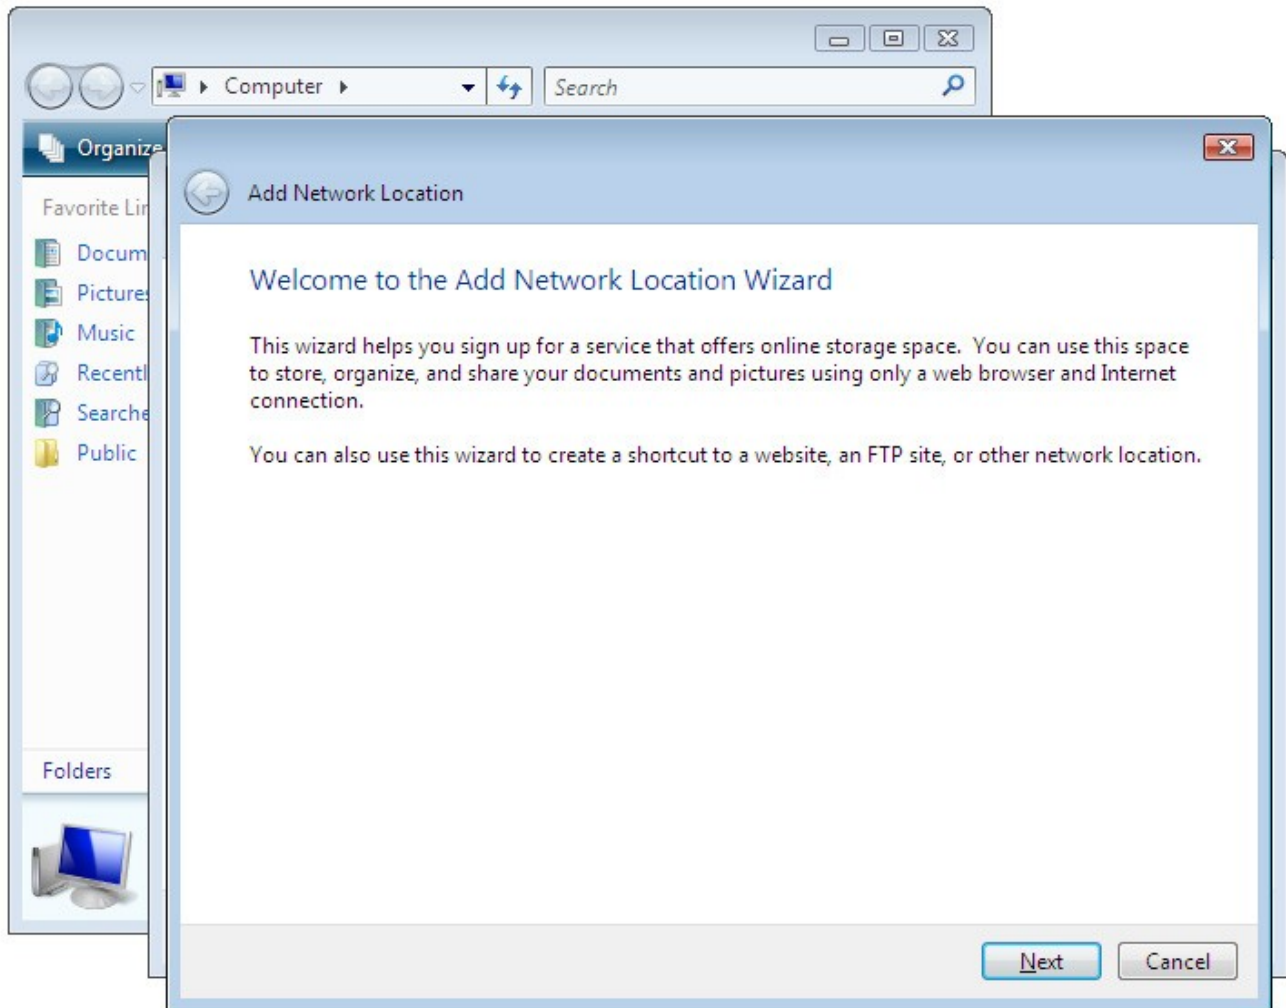 Computer
Search
Organize
Add Network Location
Favorite Lin
Docum
Pictures
Music
Recentl
Searche
Public
Welcome to the Add Network Location Wizard
This wizard helps you sign up for a service that offers online storage space. You can use this space
to store, organize, and share your documents and pictures using only a web browser and Internet
connection.
You can also use this wizard to create a shortcut to a website, an FTP site, or other network location.
Folders
Next
Cancel